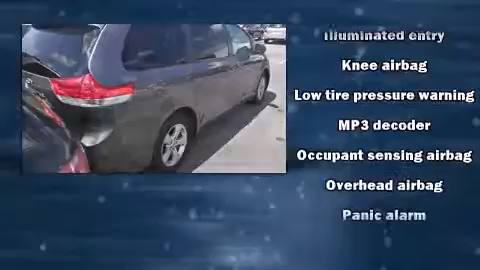 Illuminated entry
Knee airbag
Low tire pressure warning
MP3 decoder
Occupant sensing airbag
Overhead airbag
Panic alarm